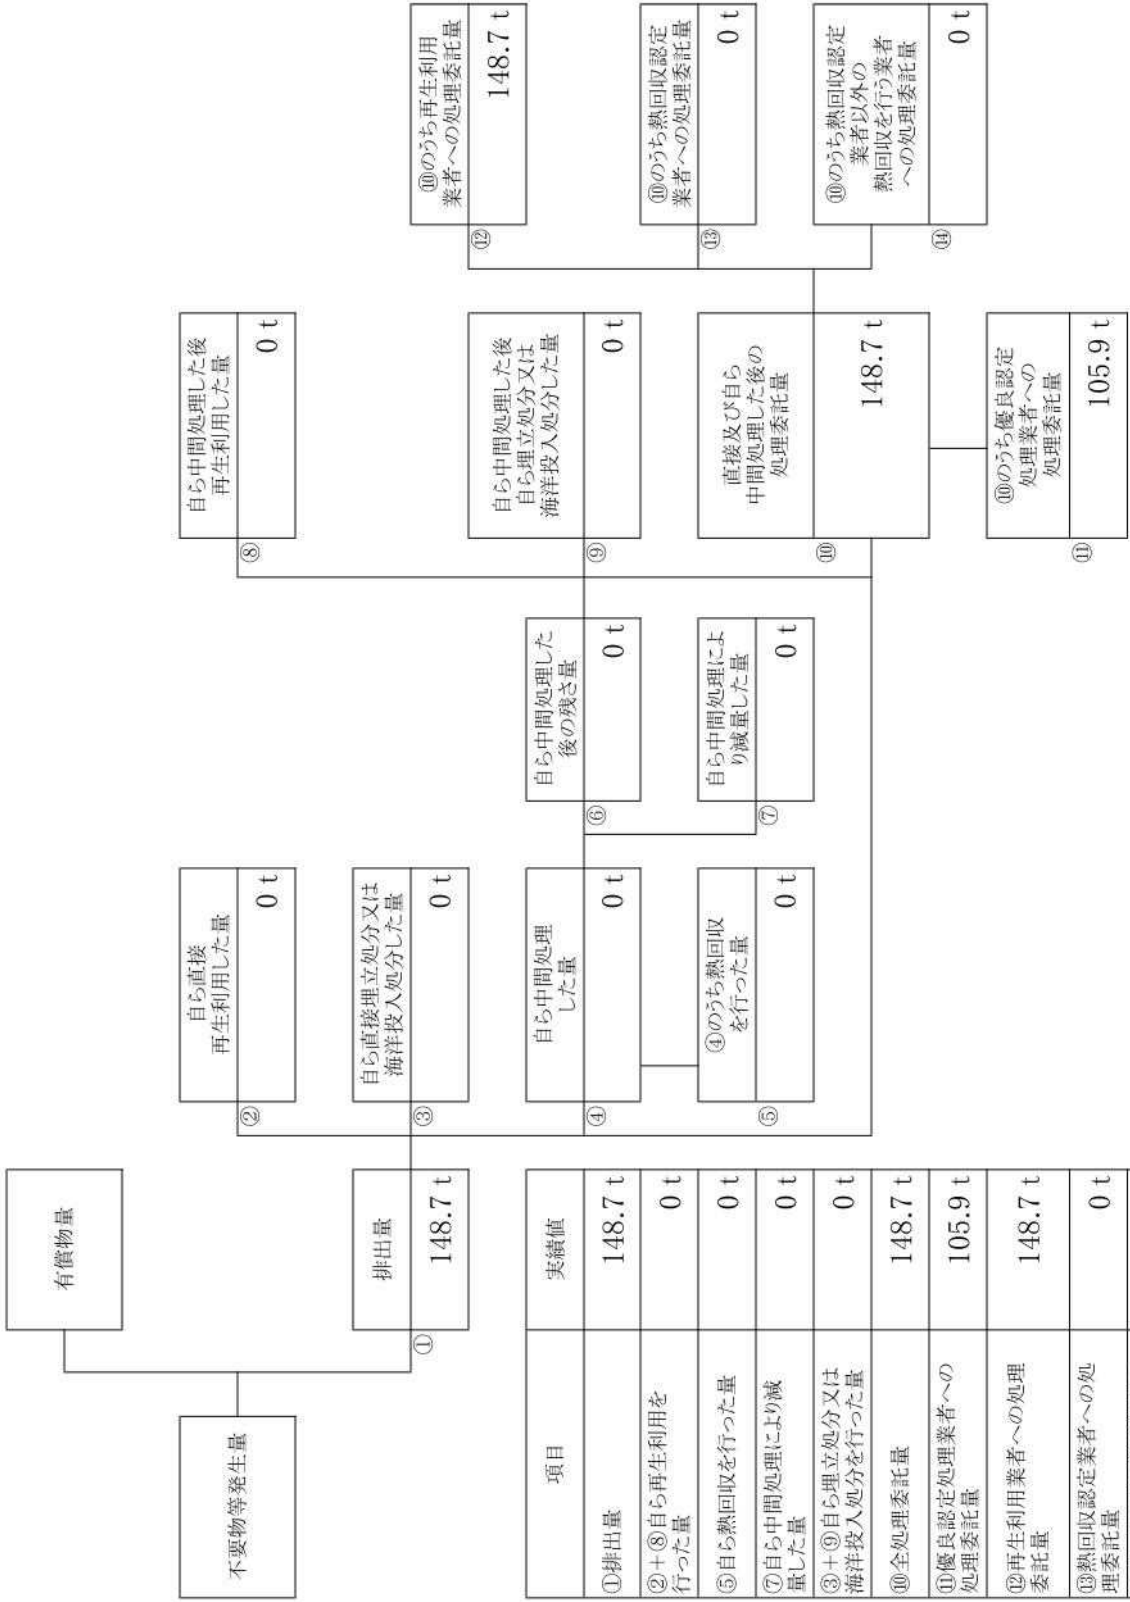 不要物等発生量
有償物量
①
排出量
148.7 t
②
自ら直接
再生利用した量
0 t
③
自ら直接埋立処分又は
海洋投入処分した量
0 t
④
自ら中間処理
した量
0 t
⑤
④のうち熱回収
を行った量
0 t
⑥
自ら中間処理した
後の残さ量
0 t
⑦
自ら中間処理によ
り減量した量
0 t
⑧
自ら中間処理した後
再生利用した量
0 t
⑨
自ら中間処理した後
自ら埋立処分又は
海洋投入処分した量
0 t
⑩
直接及び自ら
中間処理した後の
処理委託量
148.7 t
⑪
⑩のうち優良認定
処理業者への
処理委託量
105.9 t
⑫
⑩のうち再生利用
業者への処理委託量
148.7 t
⑬
⑩のうち熱回収認定
業者への処理委託量
0 t
⑭
⑩のうち熱回収認定
業者以外の
熱回収を行う業者
への処理委託量
0 t
項目 実績値
①排出量 148.7 t
②＋⑧自ら再生利用を
行った量 0 t
⑤自ら熱回収を行った量 0 t
⑦自ら中間処理により減
量した量 0 t
③＋⑨自ら埋立処分又は
海洋投入処分を行った量 0 t
⑩全処理委託量 148.7 t
⑪優良認定処理業者への
処理委託量 105.9 t
⑫再生利用業者への処理
委託量 148.7 t
⑬熱回収認定業者への処
理委託量 0 t